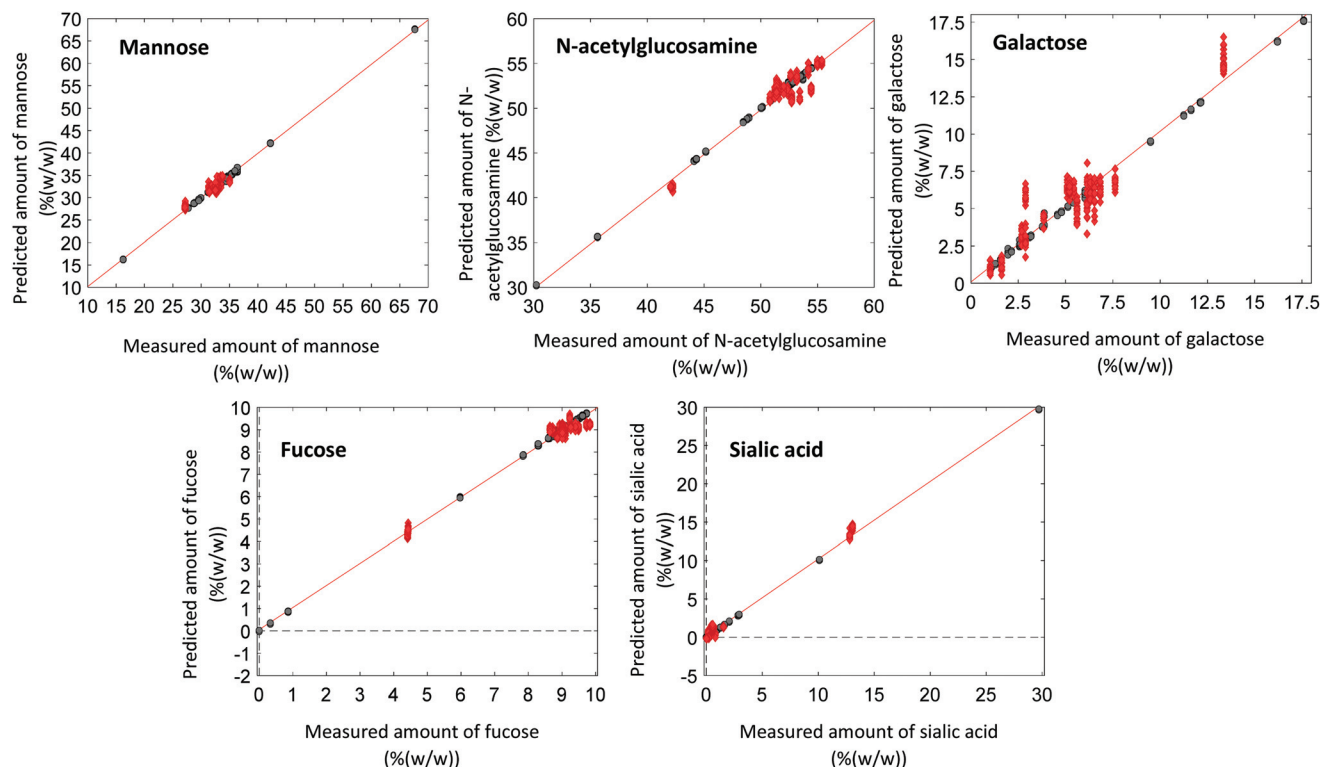 Mannose
Predicted amount of mannose
(%(w/w))
70
65
60
55
50
45
40
35
30
25
20
15
10
10 15 20 25 30 35 40 45 50 55 60 65 70
Measured amount of mannose
(%(w/w))
N-acetylglucosamine
Predicted amount of N-
acetylglucosamine (%(w/w))
60
55
50
45
40
35
30
30 35 40 45 50 55 60
Measured amount of N-acetylglucosamine
(%(w/w))
Galactose
Predicted amount of galactose
(%(w/w))
17.5
15
12.5
10
7.5
5
2.5
0
2.5 5 7.5 10 12.5 15 17.5
Measured amount of galactose
(%(w/w))
Fucose
Predicted amount of fucose
(%(w/w))
10
9
8
7
6
5
4
3
2
1
0
-1
-2
0 1 2 3 4 5 6 7 8 9 10
Measured amount of fucose
(%(w/w))
Sialic acid
Predicted amount of sialic acid
(%(w/w))
30
25
20
15
10
5
0
-5
0 5 10 15 20 25 30
Measured amount of sialic acid
(%(w/w))